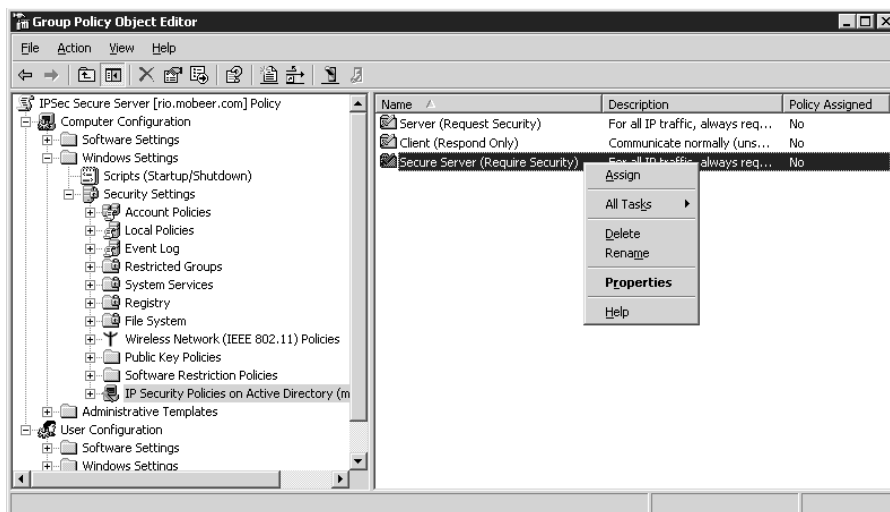 Group Policy Object Editor
File Action View Help
IPSec Secure Server [rio.mobeer.com] Policy
Computer Configuration
Software Settings
Windows Settings
Scripts (Startup/Shutdown)
Security Settings
Account Policies
Local Policies
Event Log
Restricted Groups
System Services
Registry
File System
Wireless Network (IEEE 802.11) Policies
Public Key Policies
Software Restriction Policies
IP Security Policies on Active Directory (m
Administrative Templates
User Configuration
Software Settings
Windows Settings
Name Description Policy Assigned
Server (Request Security) For all IP traffic, always req... No
Client (Respond Only) Communicate normally (uns... No
Secure Server (Require Security) For all IP traffic, always req... No
Assign
All Tasks
Delete
Rename
Properties
Help